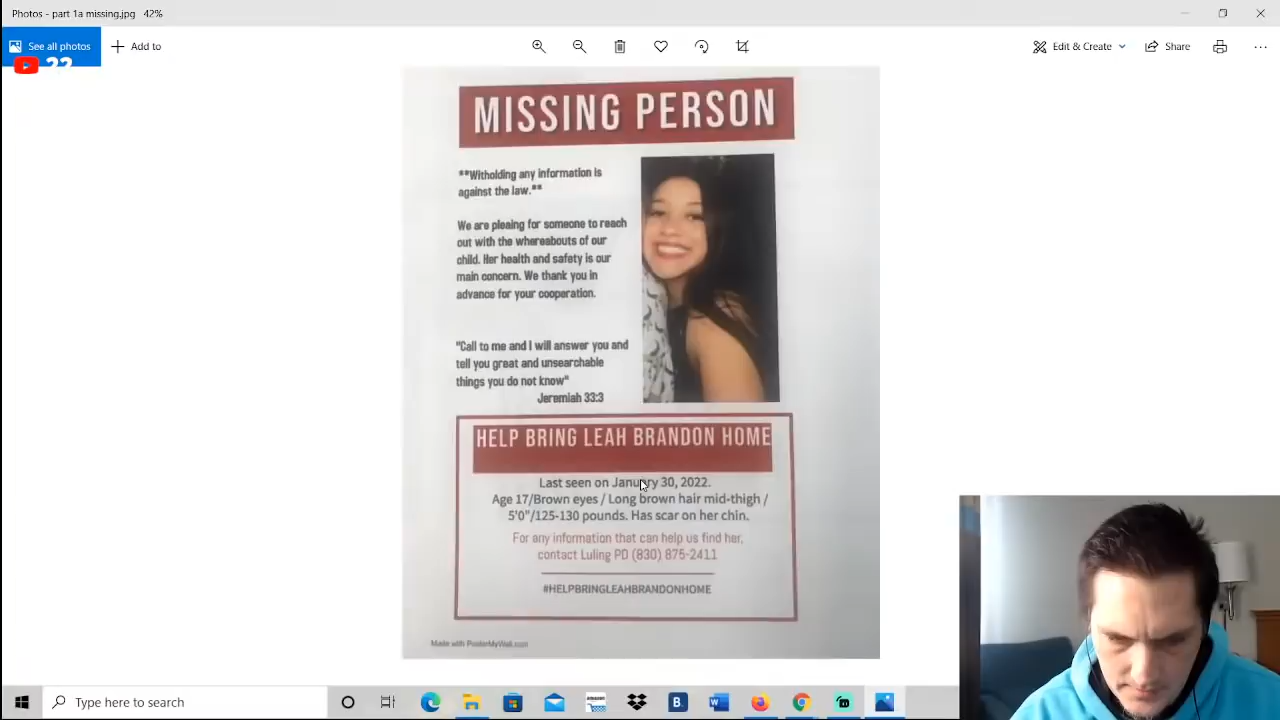 Photos - part 1a missing.jpg 42%
See all photos
Add to
Edit & Create
Share
22
MISSING PERSON
**Witholding any information is
against the law.**
We are pleaing for someone to reach
out with the whereabouts of our
child. Her health and safety is our
main concern. We thank you in
advance for your cooperation.
"Call to me and I will answer you and
tell you great and unsearchable
things you do not know"
Jeremiah 33:3
HELP BRING LEAH BRANDON HOME
Last seen on January 30, 2022.
Age 17/Brown eyes / Long brown hair mid-thigh /
5'0"/125-130 pounds. Has scar on her chin.
For any information that can help us find her,
contact Luling PD (830) 875-2411
#HELPBRINGLEAHBRANDONHOME
Made with PosterMyWall.com
Type here to search
amazon